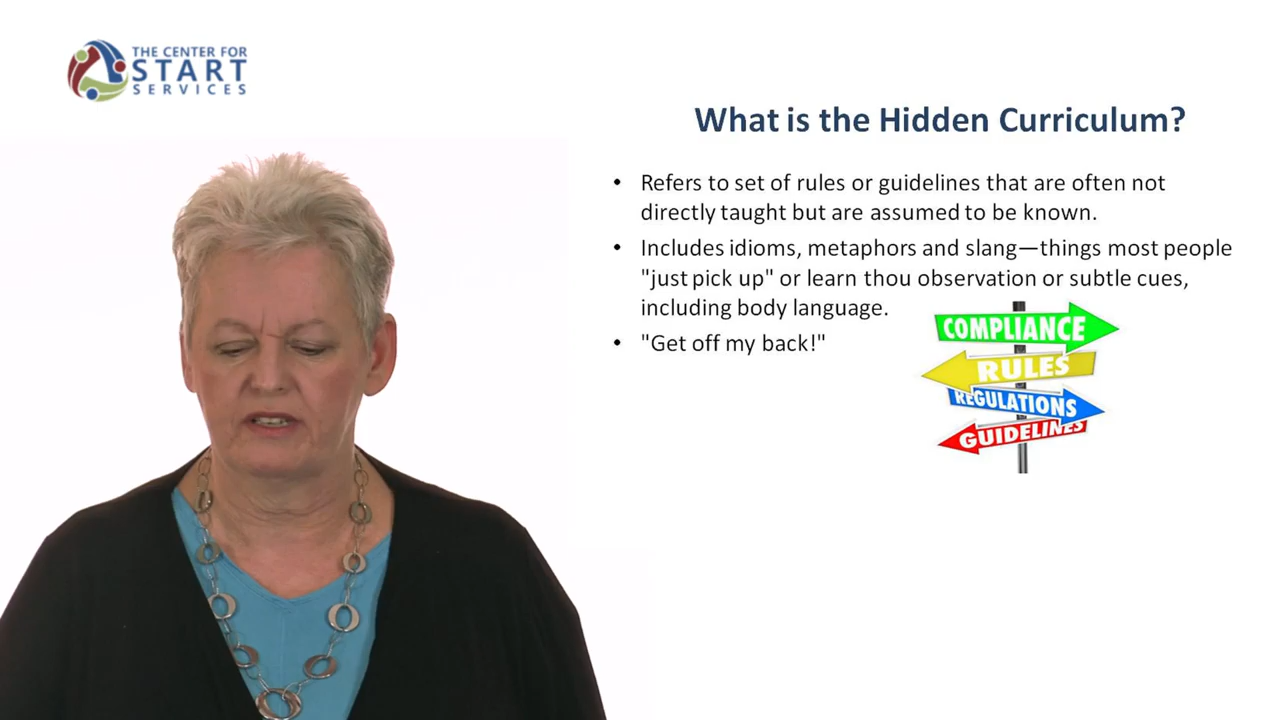 THE CENTER FOR
START
SERVICES
What is the Hidden Curriculum?
• Refers to set of rules or guidelines that are often not
directly taught but are assumed to be known.
• Includes idioms, metaphors and slang—things most people
"just pick up" or learn thou observation or subtle cues,
including body language.
• "Get off my back!"
COMPLIANCE
RULES
REGULATIONS
GUIDELINES